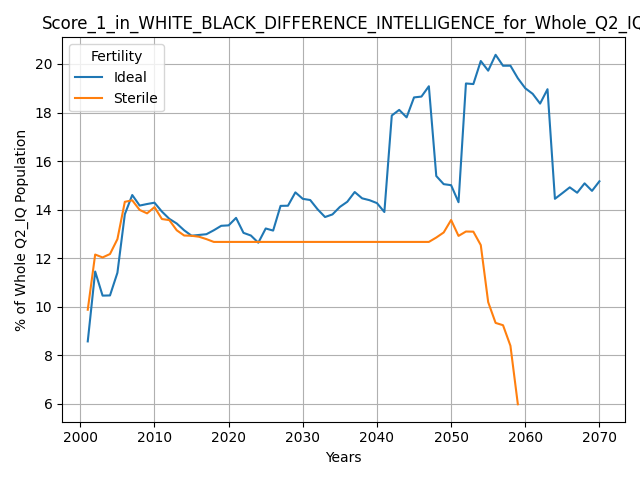 Score_1_in_WHITE_BLACK_DIFFERENCE_INTELLIGENCE_for_Whole_Q2_IQ
Fertility
Ideal
Sterile
% of Whole Q2_IQ Population
20
18
16
14
12
10
8
6
2000 2010 2020 2030 2040 2050 2060 2070
Years